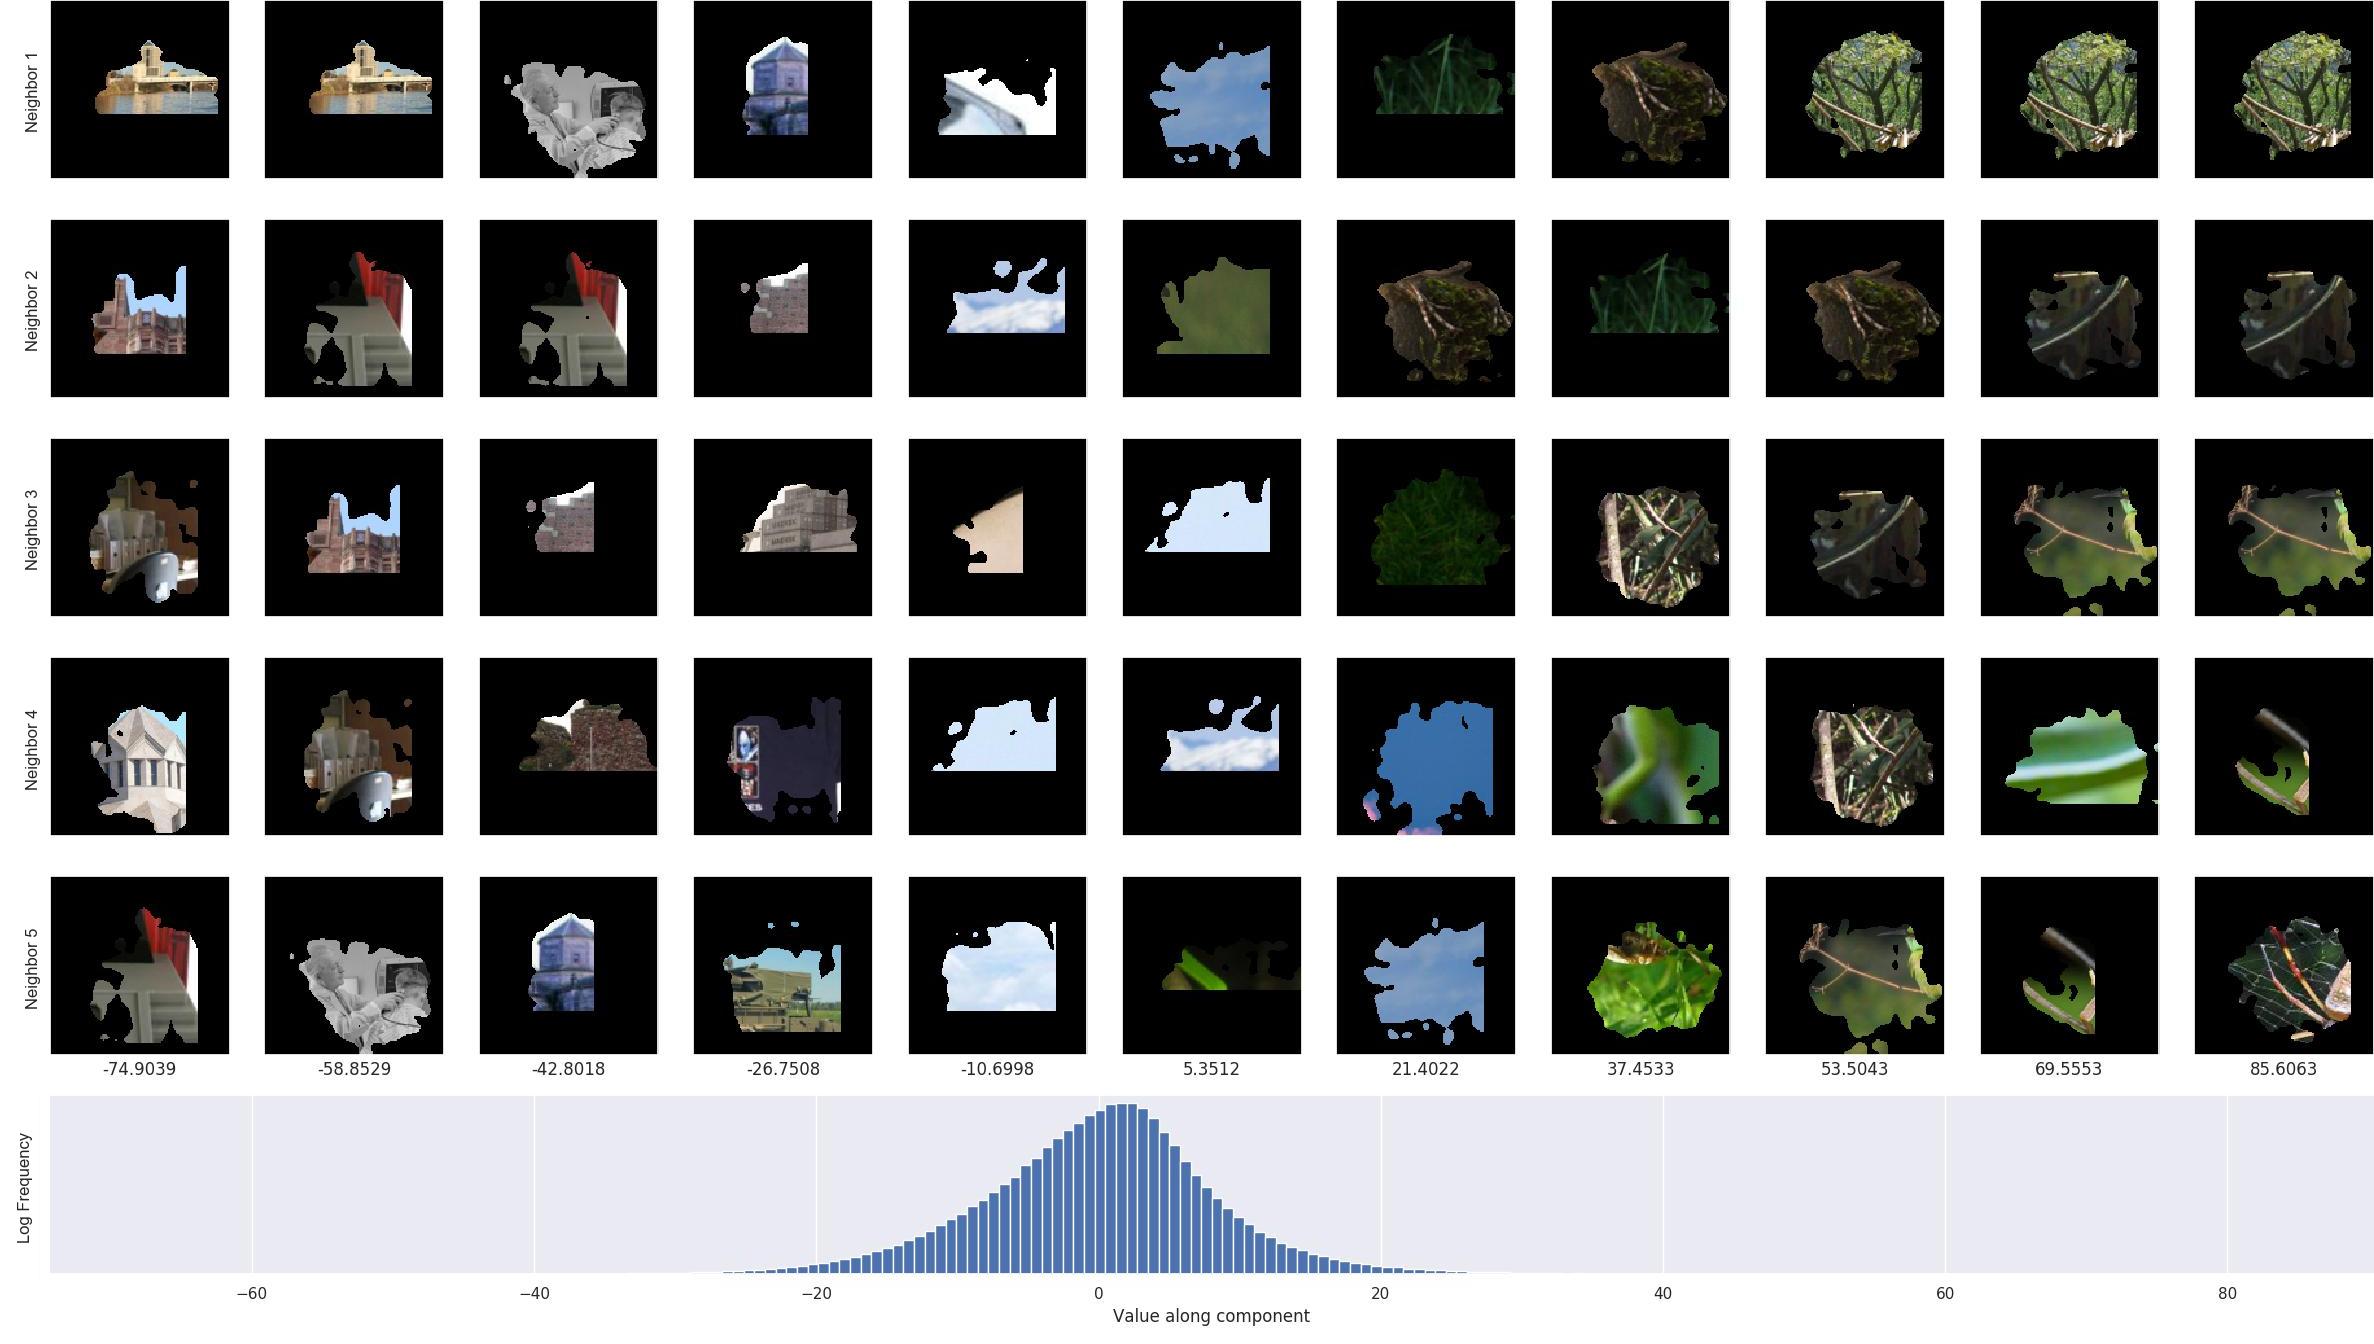 Neighbor 1
Neighbor 2
Neighbor 3
Neighbor 4
Neighbor 5
-74.9039 -58.8529 -42.8018 -26.7508 -10.6998 5.3512 21.4022 37.4533 53.5043 69.5553 85.6063
Log Frequency
−60 −40 −20 0 20 40 60 80
Value along component